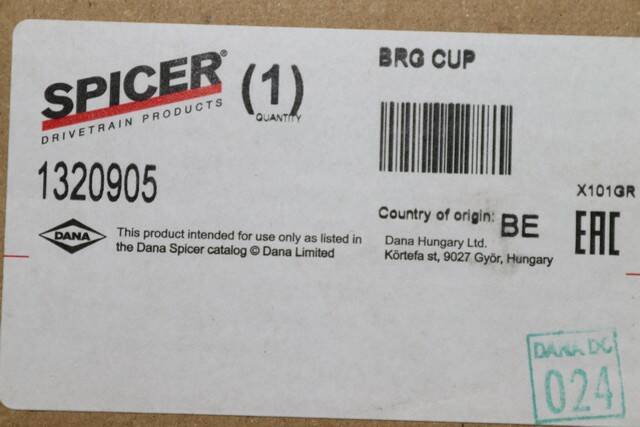 SPICER®
DRIVETRAIN PRODUCTS
(1)
QUANTITY
1320905
DANA
This product intended for use only as listed in
the Dana Spicer catalog © Dana Limited
BRG CUP
X101GR
Country of origin: BE
Dana Hungary Ltd.
Körtefa st, 9027 Győr, Hungary
EAC
DANA DC
024